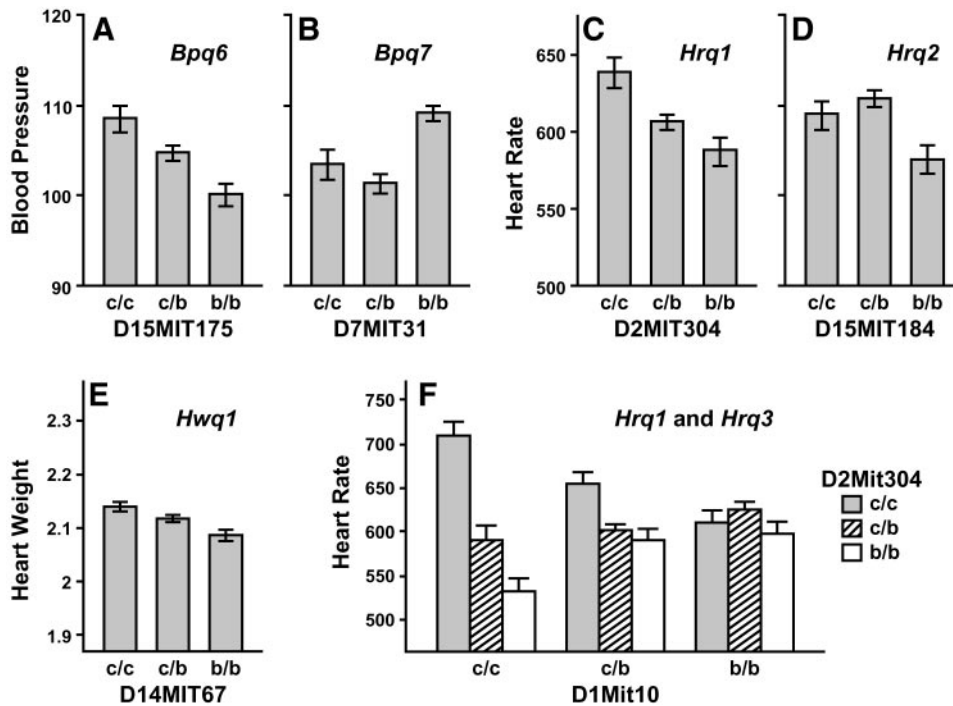 A
Bpq6
Blood Pressure
120
110
100
90
c/c c/b b/b
D15MIT175
B
Bpq7
c/c c/b b/b
D7MIT31
C
Hrq1
Heart Rate
650
600
550
500
c/c c/b b/b
D2MIT304
D
Hrq2
c/c c/b b/b
D15MIT184
E
Hwq1
Heart Weight
2.3
2.2
2.1
2
1.9
c/c c/b b/b
D14MIT67
F
Hrq1 and Hrq3
Heart Rate
750
700
650
600
550
500
c/c c/b b/b
D1Mit10
D2Mit304
c/c
c/b
b/b